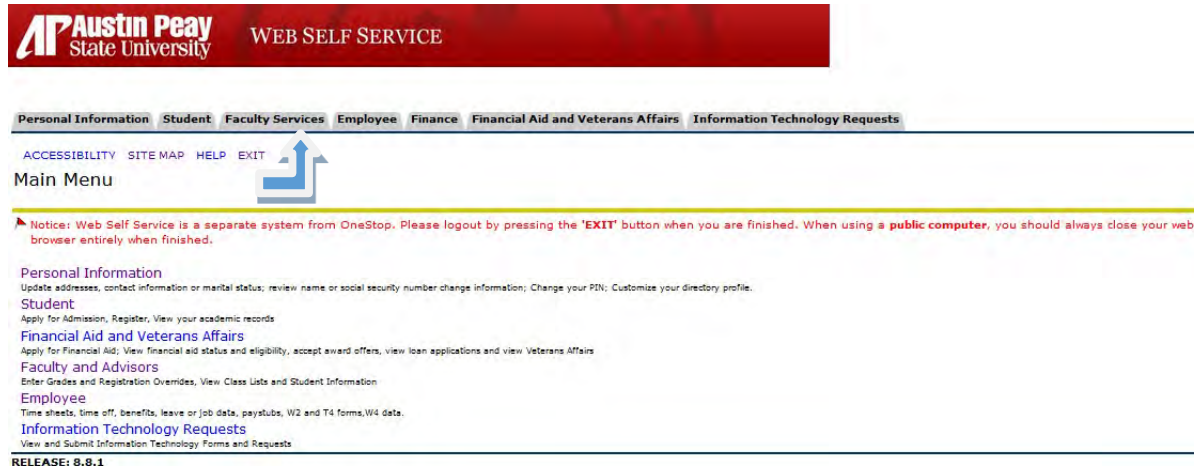 AP Austin Peay
State University
WEB SELF SERVICE
Personal Information Student Faculty Services Employee Finance Financial Aid and Veterans Affairs Information Technology Requests
ACCESSIBILITY SITE MAP HELP EXIT
Main Menu
Notice: Web Self Service is a separate system from OneStop. Please logout by pressing the 'EXIT' button when you are finished. When using a public computer, you should always close your web
browser entirely when finished.
Personal Information
Update addresses, contact information or marital status; review name or social security number change information; Change your PIN; Customize your directory profile.
Student
Apply for Admission, Register, View your academic records
Financial Aid and Veterans Affairs
Apply for Financial Aid; View financial aid status and eligibility, accept award offers, view loan applications and view Veterans Affairs
Faculty and Advisors
Enter Grades and Registration Overrides, View Class Lists and Student Information
Employee
Time sheets, time off, benefits, leave or job data, paystubs, W2 and T4 forms,W4 data.
Information Technology Requests
View and Submit Information Technology Forms and Requests
RELEASE: 8.8.1